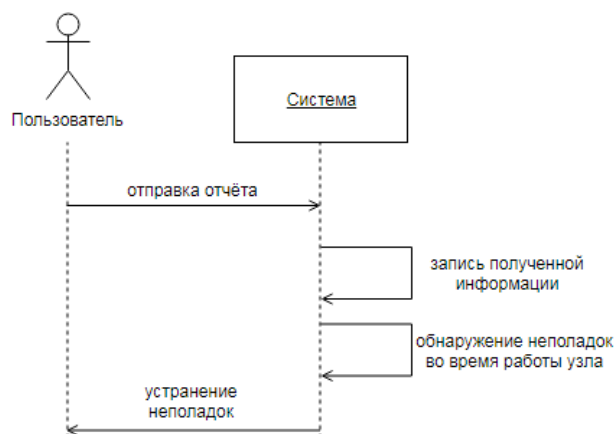 Пользователь
Система
отправка отчёта
запись полученной
информации
обнаружение неполадок
во время работы узла
устранение
неполадок